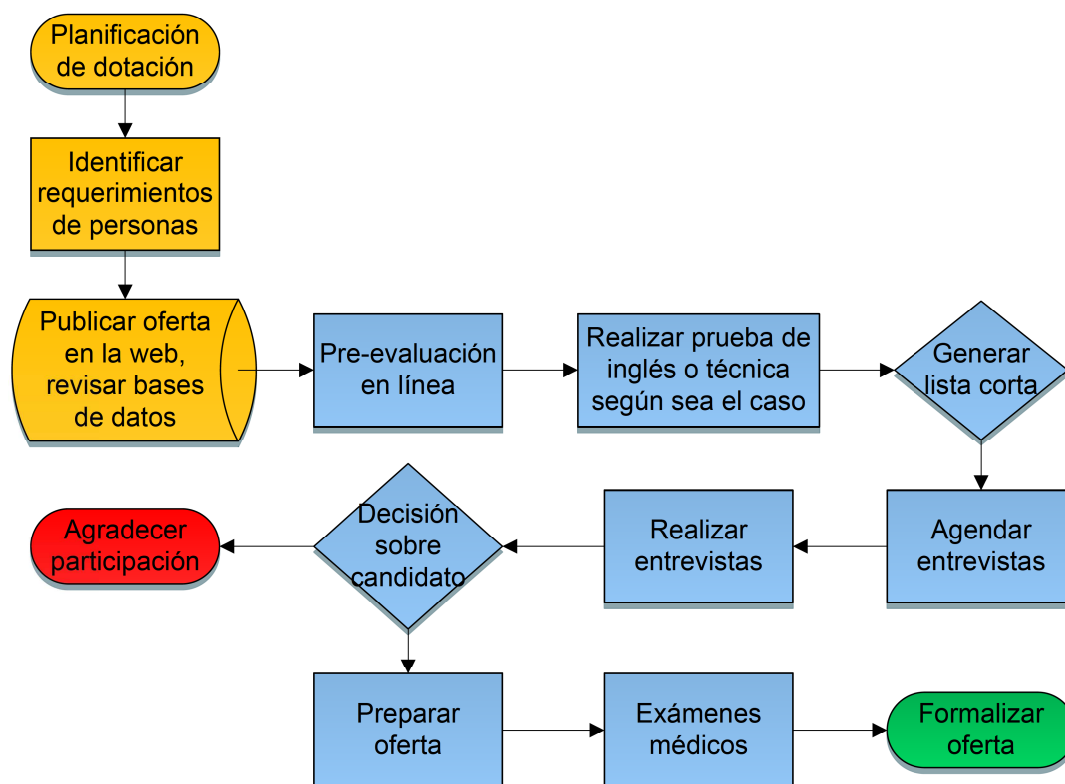 Planificación
de dotación
Identificar
requerimientos
de personas
Publicar oferta
en la web,
revisar bases
de datos
Pre-evaluación
en línea
Realizar prueba de
inglés o técnica
según sea el caso
Generar
lista corta
Agradecer
participación
Decisión
sobre
candidato
Realizar
entrevistas
Agendar
entrevistas
Preparar
oferta
Exámenes
médicos
Formalizar
oferta